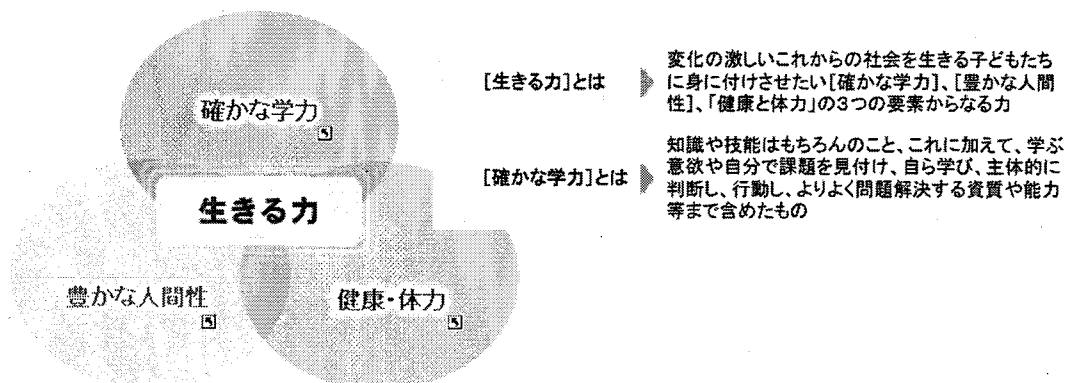 確かな学力
生きる力
豊かな人間性
健康・体力
[生きる力]とは
変化の激しいこれからの社会を生きる子どもたち
に身に付けさせたい[確かな学力]、[豊かな人間
性]、「健康と体力」の3つの要素からなる力
[確かな学力]とは
知識や技能はもちろんのこと、これに加えて、学ぶ
意欲や自分で課題を見付け、自ら学び、主体的に
判断し、行動し、よりよく問題解決する資質や能力
等まで含めたもの